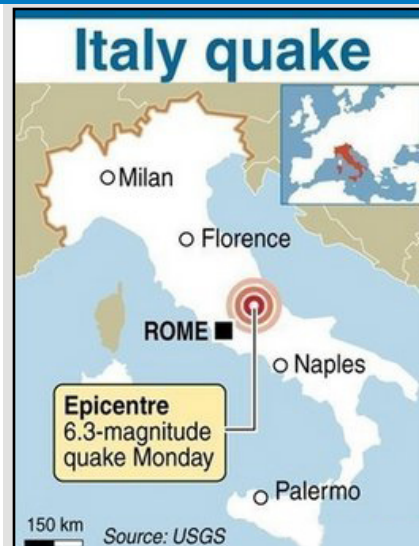 Italy quake
Milan
Florence
ROME
Naples
Epicentre
6.3-magnitude
quake Monday
Palermo
150 km
Source: USGS